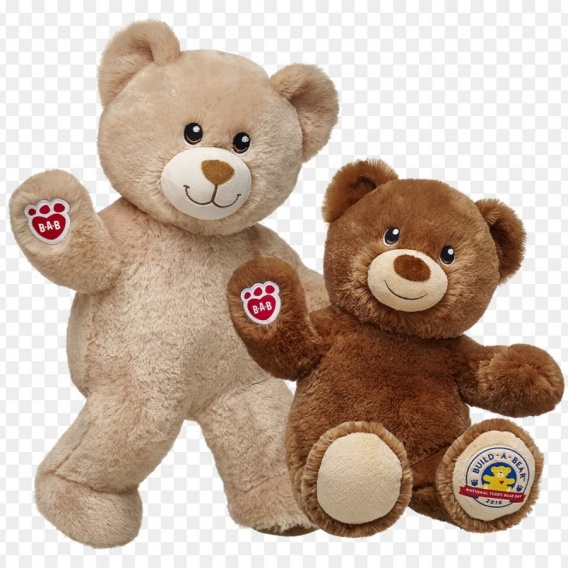 B·A·B
B·A·B
BUILD-A-BEAR
NATIONAL TEDDY BEAR DAY
2016